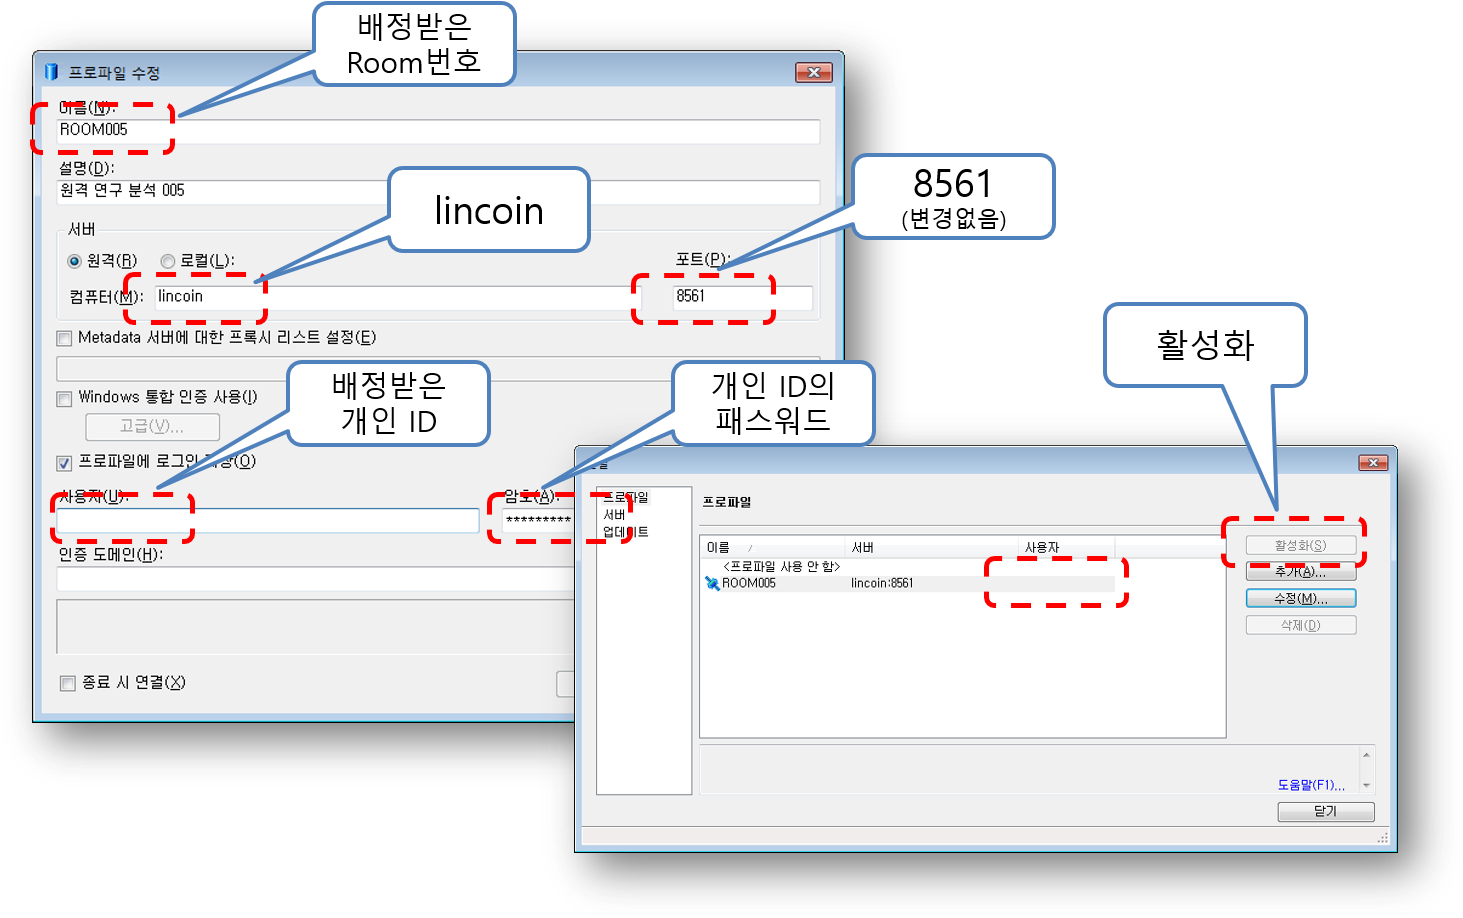 배정받은
Room번호
프로파일 수정
이름(N):
ROOM005
설명(D):
원격 연구 분석 005
lincoin
8561
(변경없음)
서버
원격(R)
로컬(L):
포트(P):
컴퓨터(M):
lincoin
8561
Metadata 서버에 대한 프록시 리스트 설정(E)
활성화
배정받은
개인 ID
개인 ID의
패스워드
Windows 통합 인증 사용(I)
고급(V)...
프로파일에 로그인 저장(O)
사용자(U):
암호(A):
*********
인증 도메인(H):
종료 시 연결(X)
프로파일
서버
업데이트
프로파일
이름
서버
사용자
<프로파일 사용 안 함>
ROOM005
lincoin:8561
활성화(S)
추가(A)...
수정(M)...
삭제(D)
도움말(F1)...
닫기